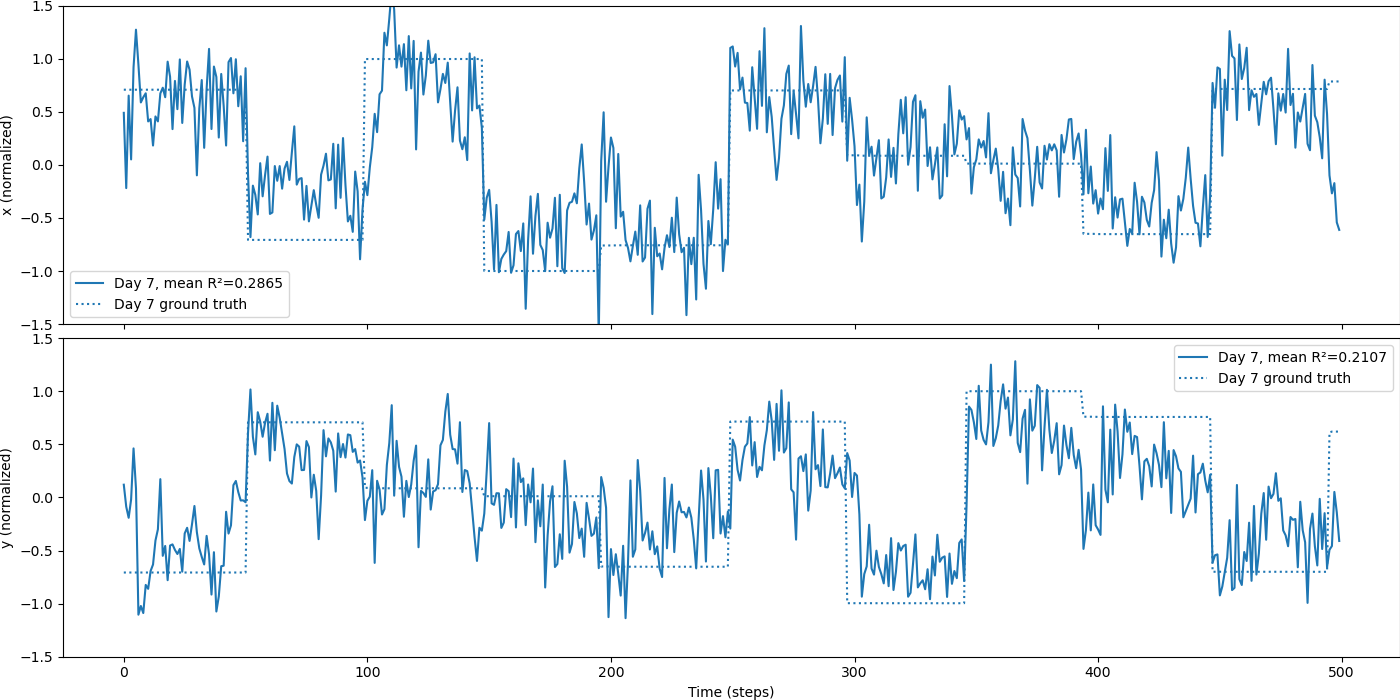 1.5
1.0
0.5
0.0
−0.5
−1.0
−1.5
x (normalized)
Day 7, mean R²=0.2865
Day 7 ground truth
1.5
1.0
0.5
0.0
−0.5
−1.0
−1.5
y (normalized)
Day 7, mean R²=0.2107
Day 7 ground truth
0 100 200 300 400 500
Time (steps)